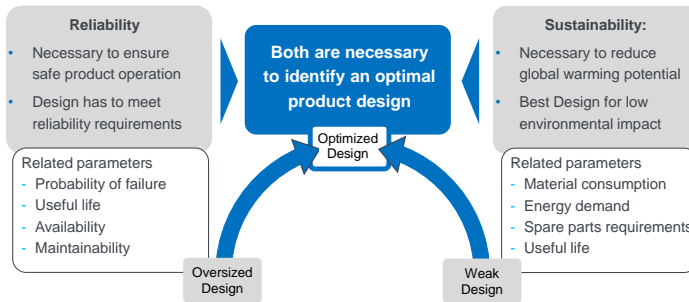 Reliability
• Necessary to ensure
safe product operation
• Design has to meet
reliability requirements
Related parameters
- Probability of failure
- Useful life
- Availability
- Maintainability
Both are necessary
to identify an optimal
product design
Optimized
Design
Oversized
Design
Weak
Design
Sustainability:
• Necessary to reduce
global warming potential
• Best Design for low
environmental impact
Related parameters
- Material consumption
- Energy demand
- Spare parts requirements
- Useful life